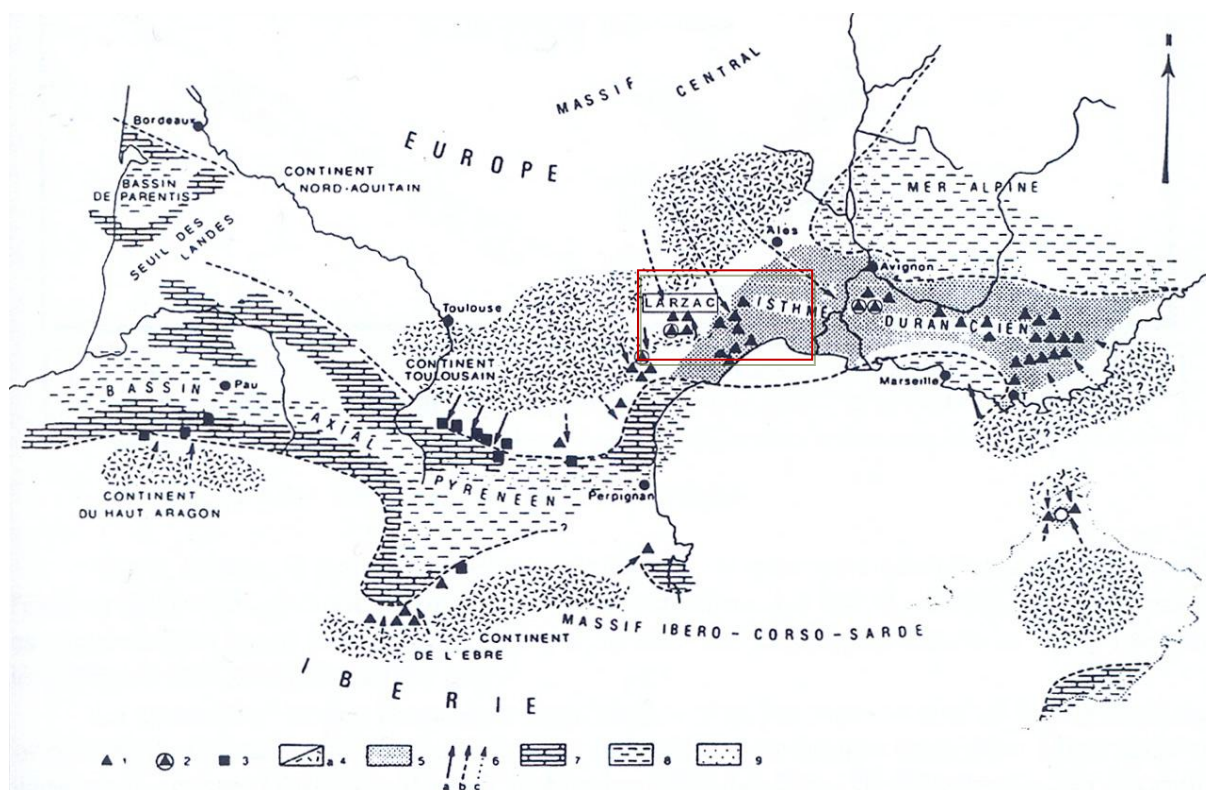 N
MASSIF CENTRAL
EUROPE
Bordeaux
CONTINENT
NORD-AQUITAIN
BASSIN
DE PARENTIS
SEUIL DES
LANDES
MER ALPINE
Alès
Avignon
LARZAC
ISTHME
DURANCIEN
Toulouse
CONTINENT
TOULOUSAIN
Marseille
T
?
BASSIN
Pau
AXIAL
PYRENEEN
Perpignan
CONTINENT
DU HAUT ARAGON
?
?
MASSIF IBERO-CORSO-SARDE
CONTINENT
DE L'EBRE
IBERIE
1 2 3 a 4 5 6 7 8 9
a b c